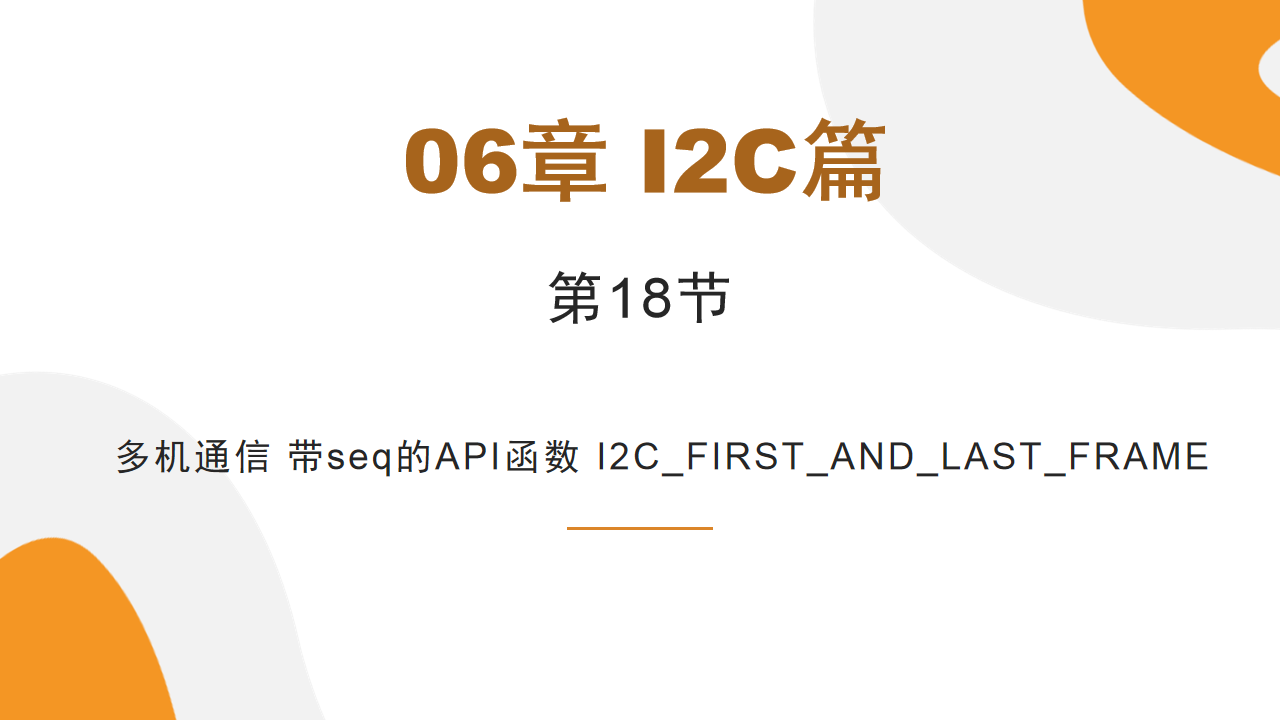 06章 I2C篇
第18节
多机通信 带seq的API函数 I2C_FIRST_AND_LAST_FRAME